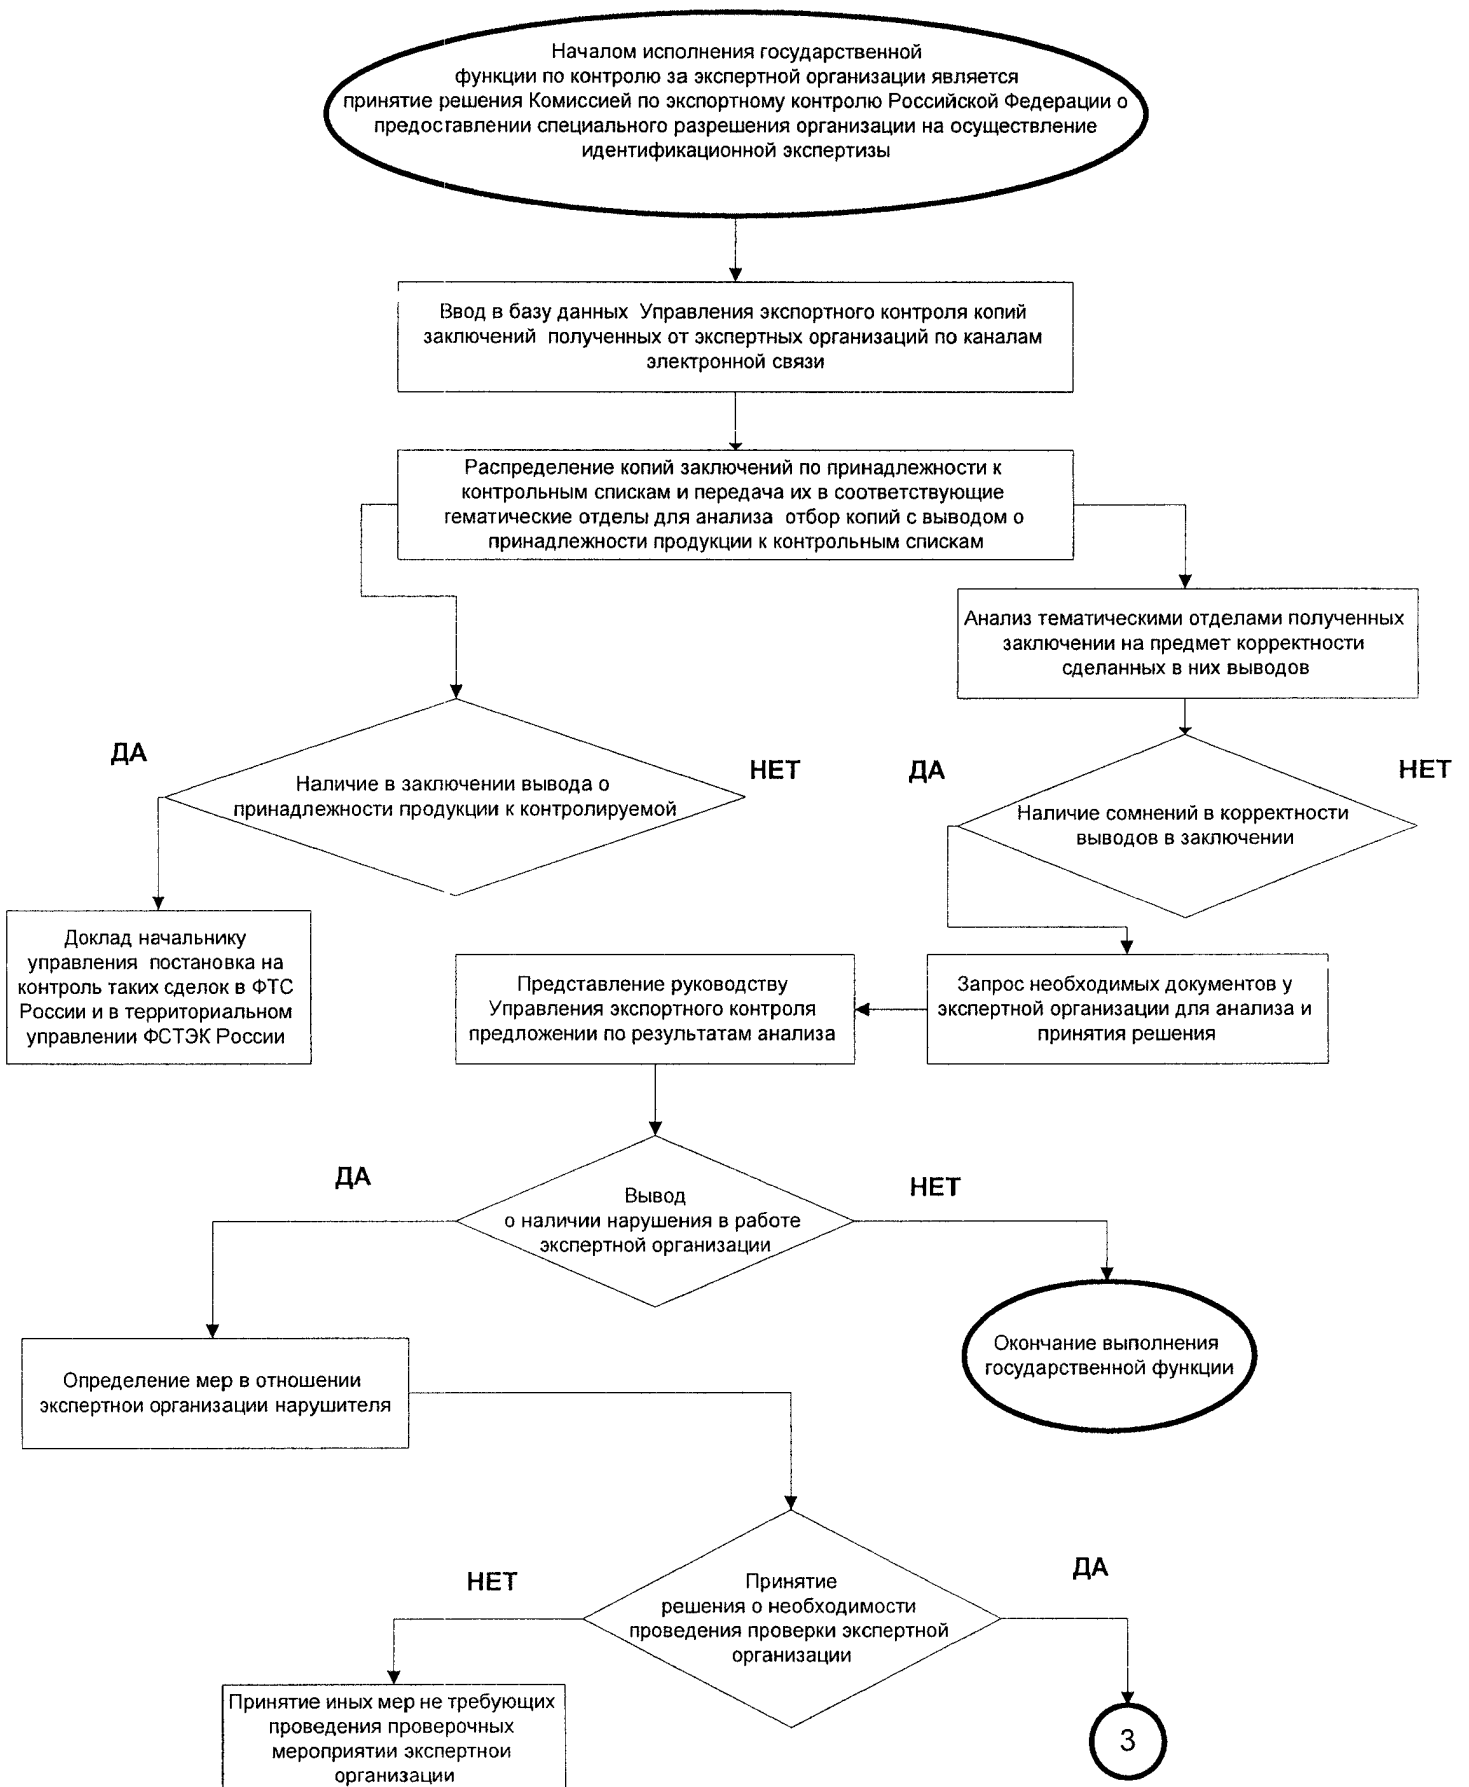 Началом исполнения государственной
функции по контролю за экспертной организации является
принятие решения Комиссией по экспортному контролю Российской Федерации о
предоставлении специального разрешения организации на осуществление
идентификационной экспертизы
Ввод в базу данных Управления экспортного контроля копий
заключений полученных от экспертных организаций по каналам
электронной связи
Распределение копий заключений по принадлежности к
контрольным спискам и передача их в соответствующие
тематические отделы для анализа отбор копий с выводом о
принадлежности продукции к контрольным спискам
Анализ тематическими отделами полученных
заключении на предмет корректности
сделанных в них выводов
ДА
НЕТ
Наличие в заключении вывода о
принадлежности продукции к контролируемой
ДА
НЕТ
Наличие сомнений в корректности
выводов в заключении
Доклад начальнику
управления постановка на
контроль таких сделок в ФТС
России и в территориальном
управлении ФСТЭК России
Представление руководству
Управления экспортного контроля
предложении по результатам анализа
Запрос необходимых документов у
экспертной организации для анализа и
принятия решения
ДА
НЕТ
Вывод
о наличии нарушения в работе
экспертной организации
Окончание выполнения
государственной функции
Определение мер в отношении
экспертнои организации нарушителя
НЕТ
ДА
Принятие
решения о необходимости
проведения проверки экспертной
организации
Принятие иных мер не требующих
проведения проверочных
мероприятии экспертнои
организации
3